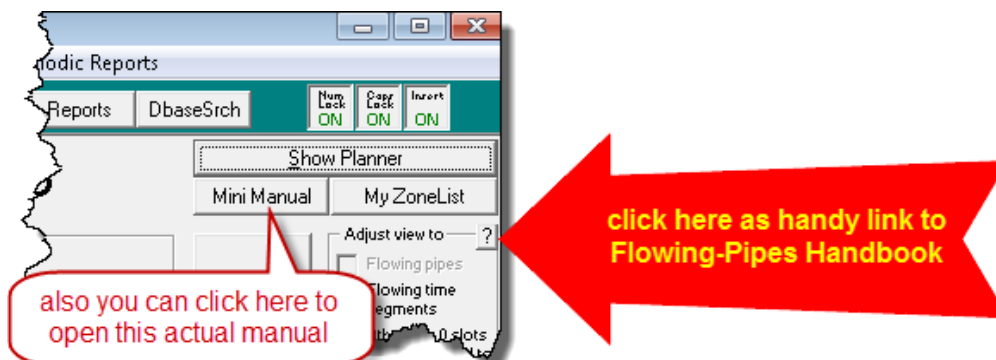 odic Reports
Reports DbaseSrch Num Lock ON Caps Lock ON Insert ON
Show Planner
Mini Manual My ZoneList
Adjust view to ?
Flowing pipes
Flowing time
egments
slots
click here as handy link to
Flowing-Pipes Handbook
also you can click here to
open this actual manual